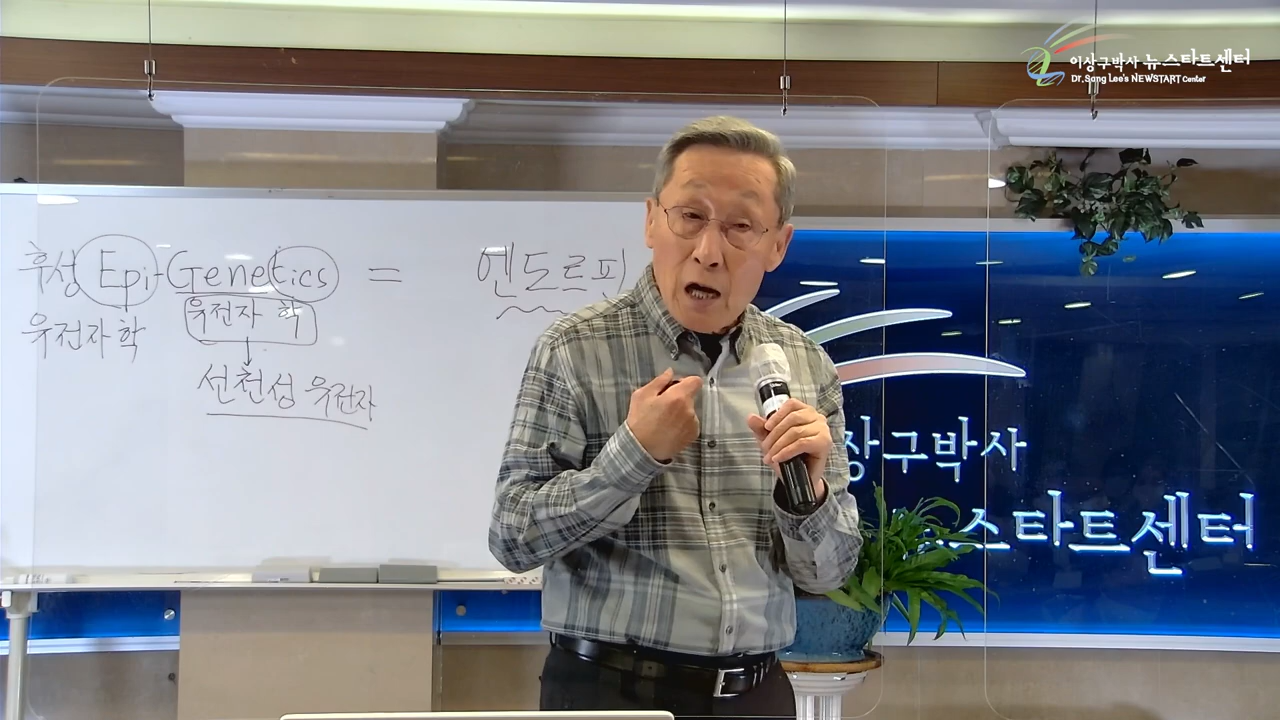 이상구박사 뉴스타트센터
Dr. Sang Lee's NEWSTART Center
후성 Epi-Genetics = 엔도르핀
유전자학 유전자 학
선천성 유전자
상구박사
스타트센터